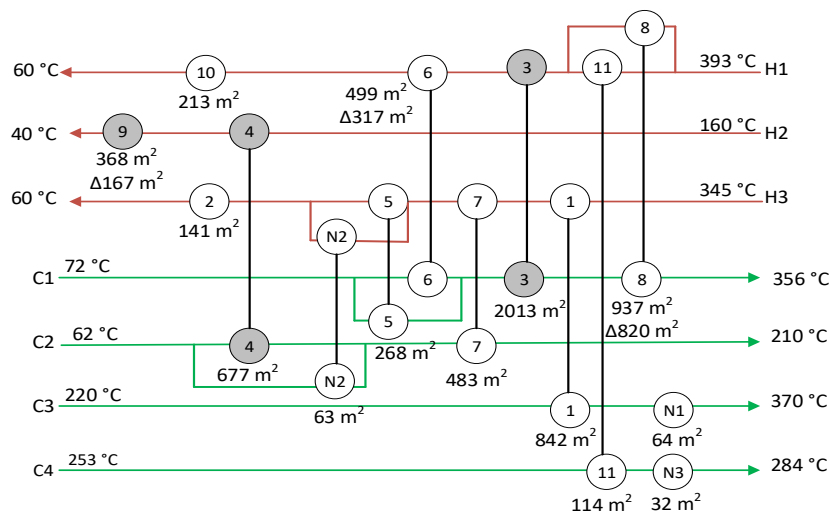 8
60 °C 10 6 3 11 393 °C H1
213 m² 499 m²
Δ317 m²
40 °C 9 4 160 °C H2
368 m²
Δ167 m²
60 °C 2 5 7 1 345 °C H3
141 m² N2
C1 72 °C 6 3 8 356 °C
2013 m² 937 m²
5 Δ820 m²
268 m²
C2 62 °C 4 7 210 °C
677 m² N2 483 m²
63 m²
C3 220 °C 1 N1 370 °C
842 m² 64 m²
C4 253 °C 11 N3 284 °C
114 m² 32 m²